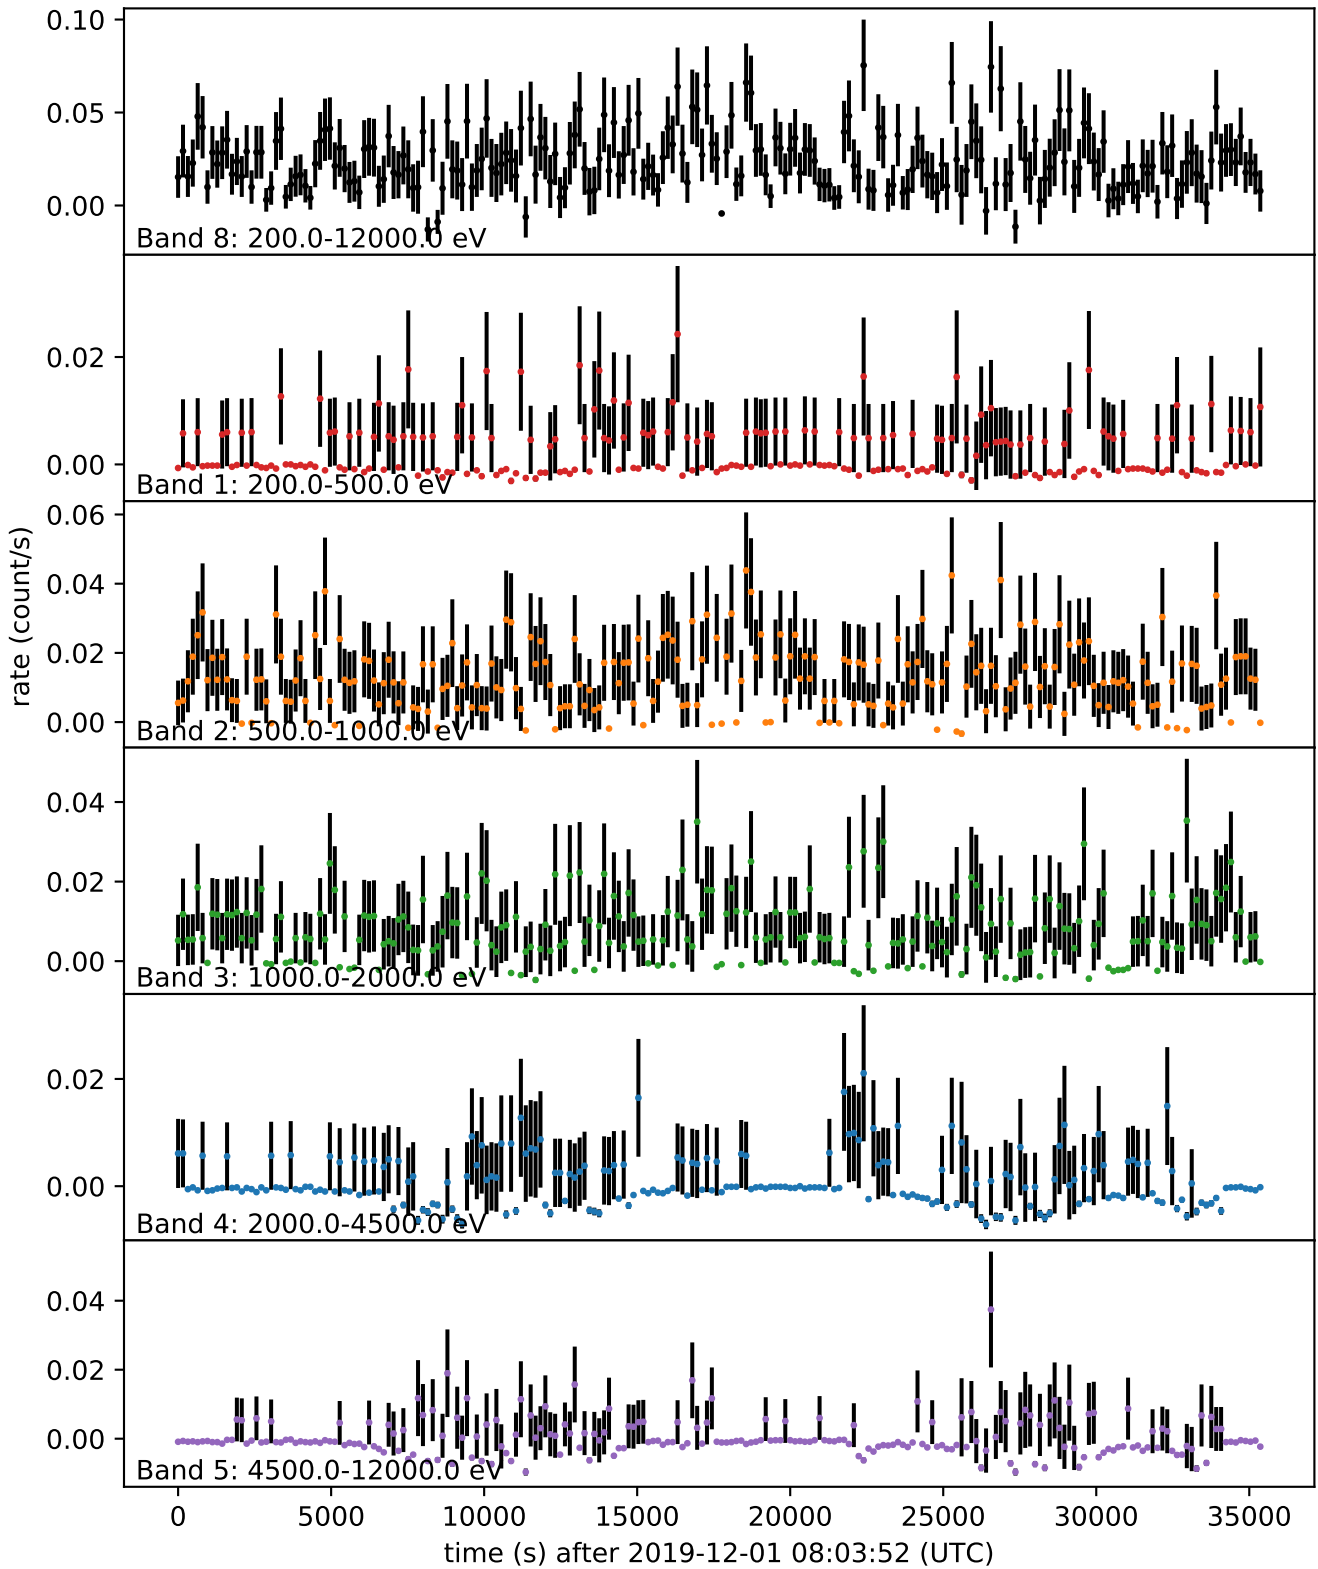 0.10
0.05
0.00
Band 8: 200.0-12000.0 eV
0.02
0.00
Band 1: 200.0-500.0 eV
0.06
0.04
0.02
0.00
Band 2: 500.0-1000.0 eV
rate (count/s)
0.04
0.02
0.00
Band 3: 1000.0-2000.0 eV
0.02
0.00
Band 4: 2000.0-4500.0 eV
0.04
0.02
0.00
Band 5: 4500.0-12000.0 eV
0 5000 10000 15000 20000 25000 30000 35000
time (s) after 2019-12-01 08:03:52 (UTC)